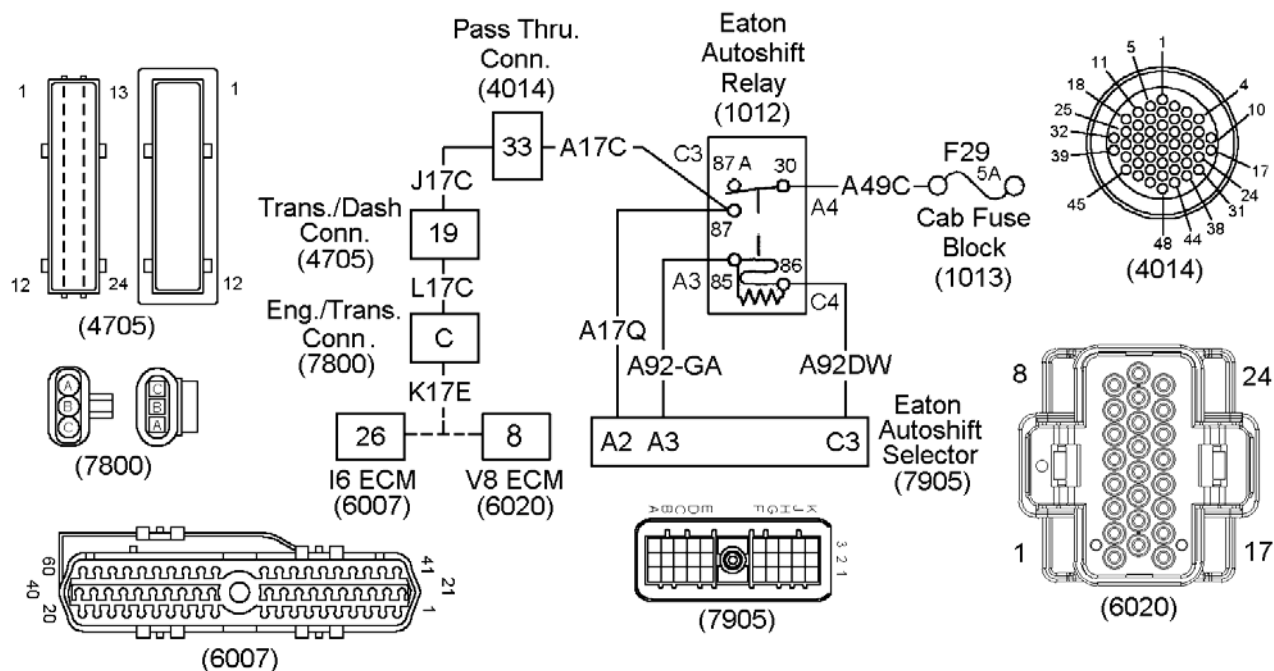 Pass Thru.
Conn.
(4014)
33
A17C
J17C
Trans./Dash
Conn.
(4705)
19
L17C
Eng./Trans.
Conn.
(7800)
C
K17E
26
I6 ECM
(6007)
8
V8 ECM
(6020)
Eaton
Autoshift
Relay
(1012)
C3
87A
30
87
A4
A3
85
86
C4
A49C
F29
5A
Cab Fuse
Block
(1013)
A17Q
A92-GA
A92DW
A2
A3
C3
Eaton
Autoshift
Selector
(7905)
1
13
1
12
24
12
(4705)
A
B
C
C
B
A
(7800)
60
40
20
41
21
1
(6007)
A B C D E F G H J K
3
2
1
(7905)
1
5
11
18
25
32
39
45
4
10
17
24
31
38
44
48
(4014)
8
24
1
17
(6020)